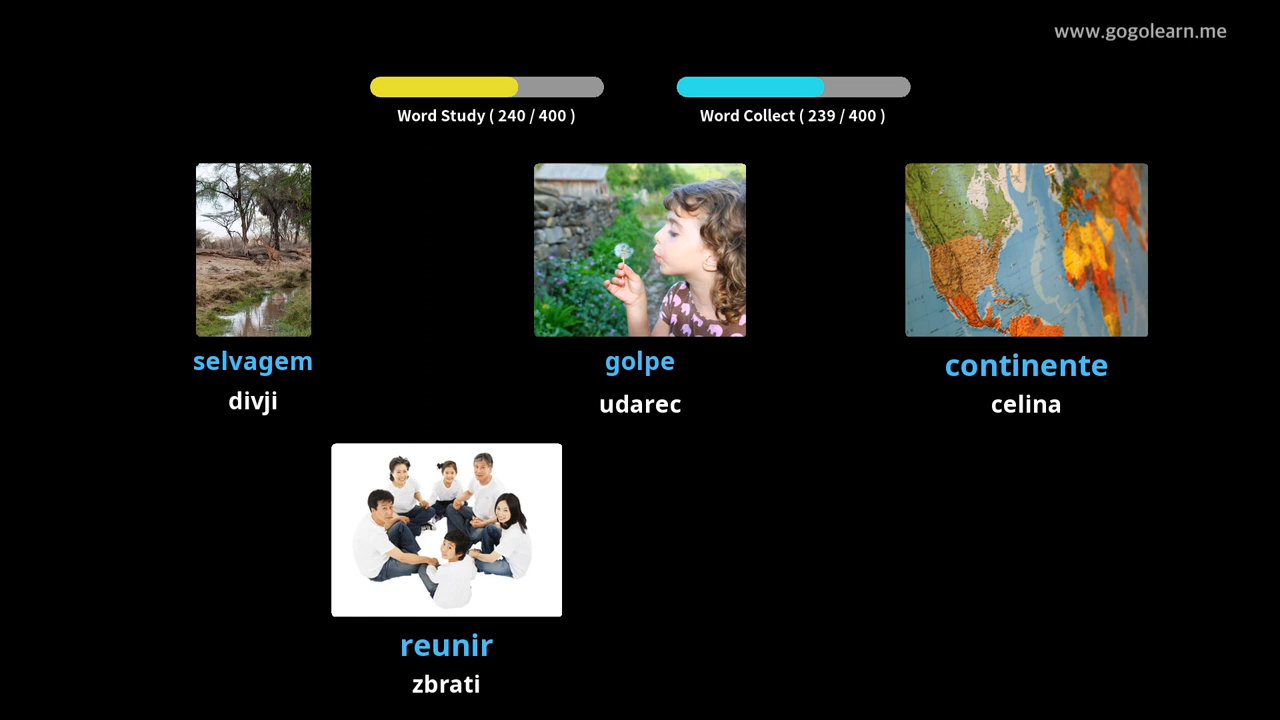 www.gogolearn.me
Word Study ( 240 / 400 )
Word Collect ( 239 / 400 )
selvagem
divji
golpe
udarec
continente
celina
reunir
zbrati